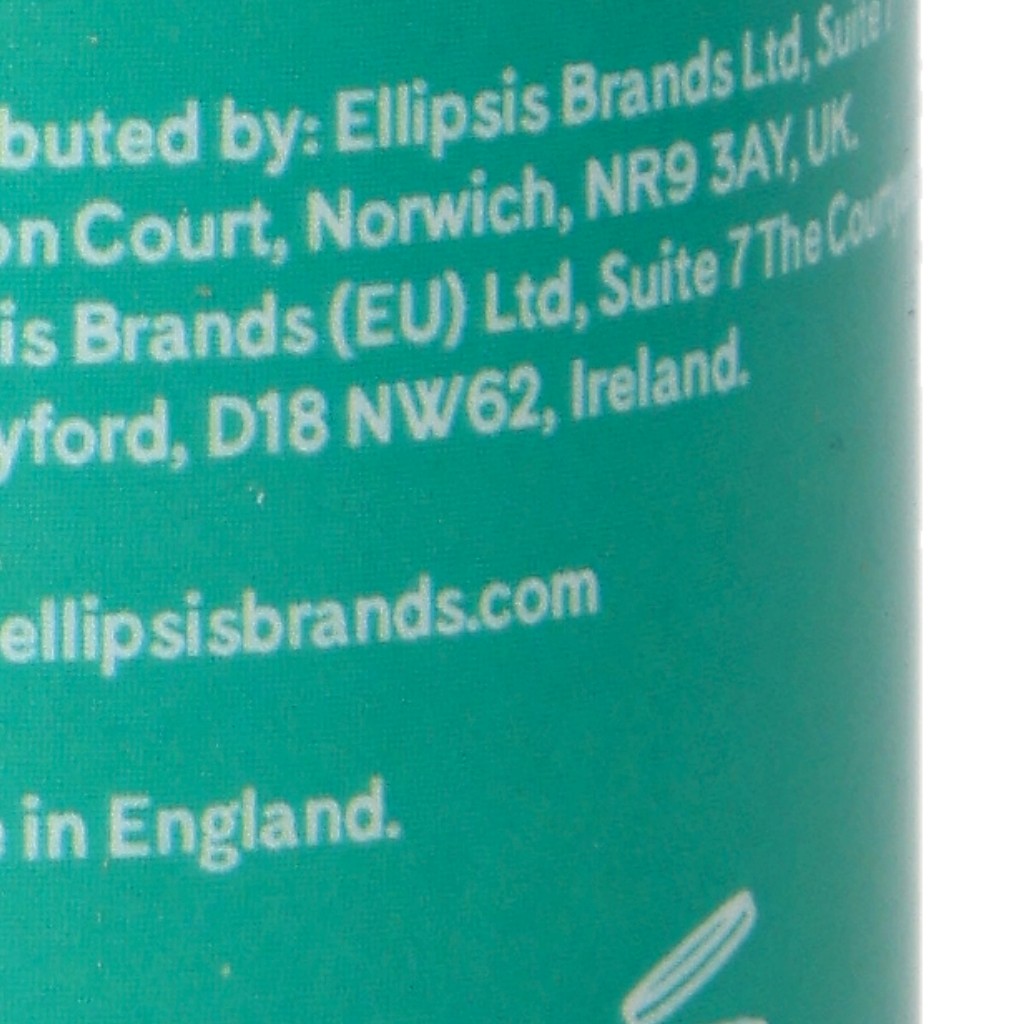 buted by: Ellipsis Brands Ltd, Suite
on Court, Norwich, NR9 3AY, UK.
is Brands (EU) Ltd, Suite 7 The
yford, D18 NW62, Ireland.
ellipsisbrands.com
in England.